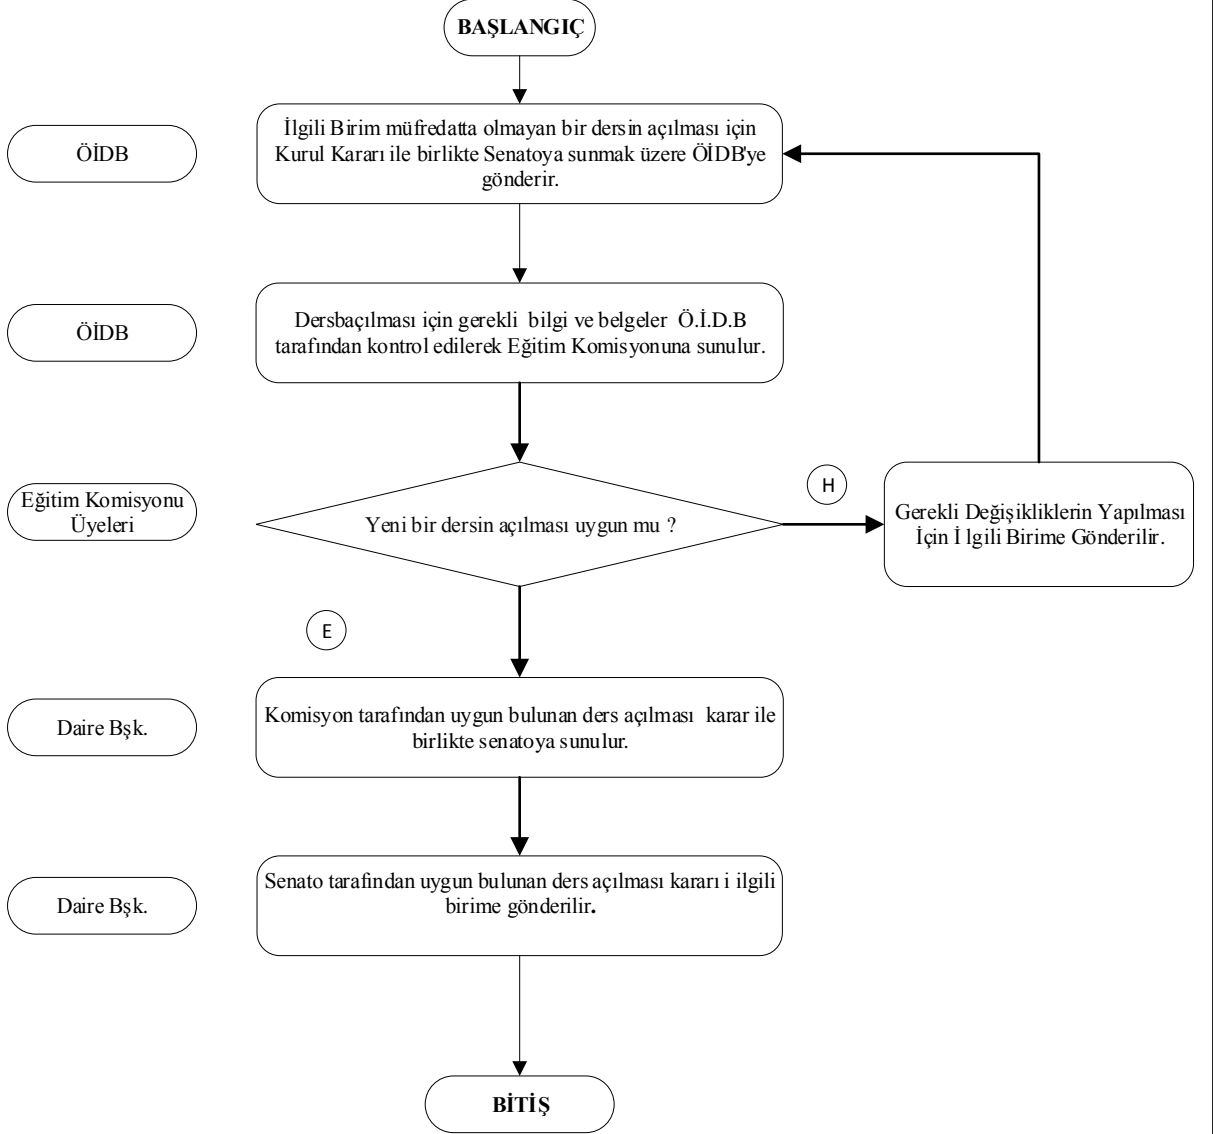 BAŞLANGIÇ
ÖİDB
İlgili Birim müfredatta olmayan bir dersin açılması için
Kurul Kararı ile birlikte Senatoya sunmak üzere ÖİDB'ye
gönderir.
ÖİDB
Dersbaçılması için gerekli bilgi ve belgeler Ö.İ.D.B
tarafından kontrol edilerek Eğitim Komisyonuna sunulur.
Eğitim Komisyonu
Üyeleri
Yeni bir dersin açılması uygun mu ?
H
Gerekli Değişikliklerin Yapılması
İçin İ lgili Birime Gönderilir.
E
Daire Bşk.
Komisyon tarafından uygun bulunan ders açılması karar ile
birlikte senatoya sunulur.
Daire Bşk.
Senato tarafından uygun bulunan ders açılması kararı i ilgili
birime gönderilir.
BİTİŞ